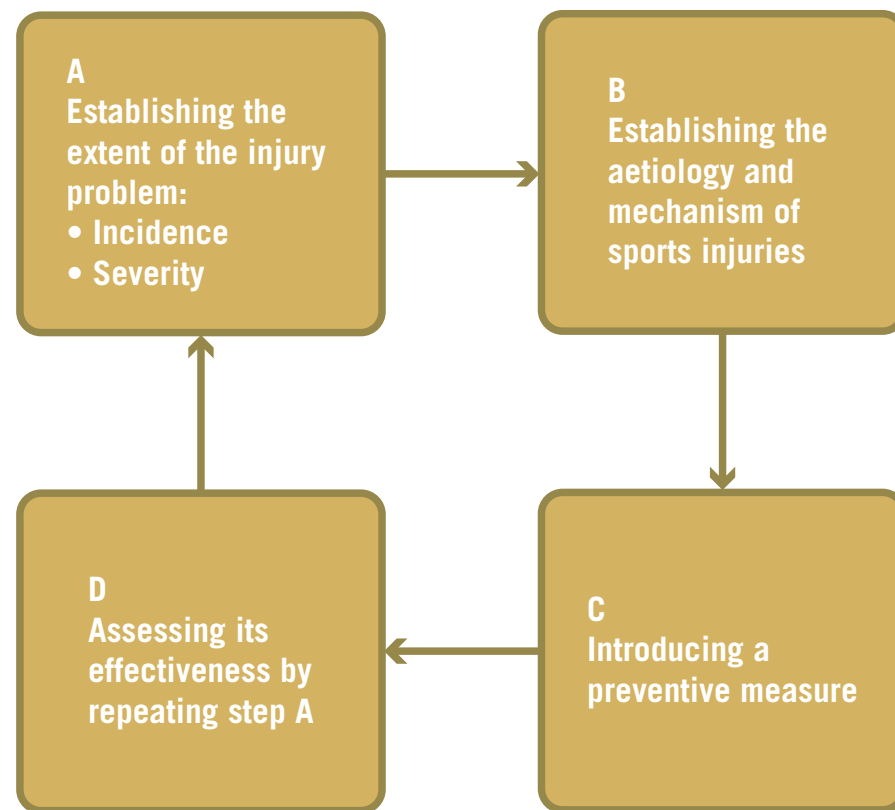 A
Establishing the
extent of the injury
problem:
• Incidence
• Severity
B
Establishing the
aetiology and
mechanism of
sports injuries
C
Introducing a
preventive measure
D
Assessing its
effectiveness by
repeating step A